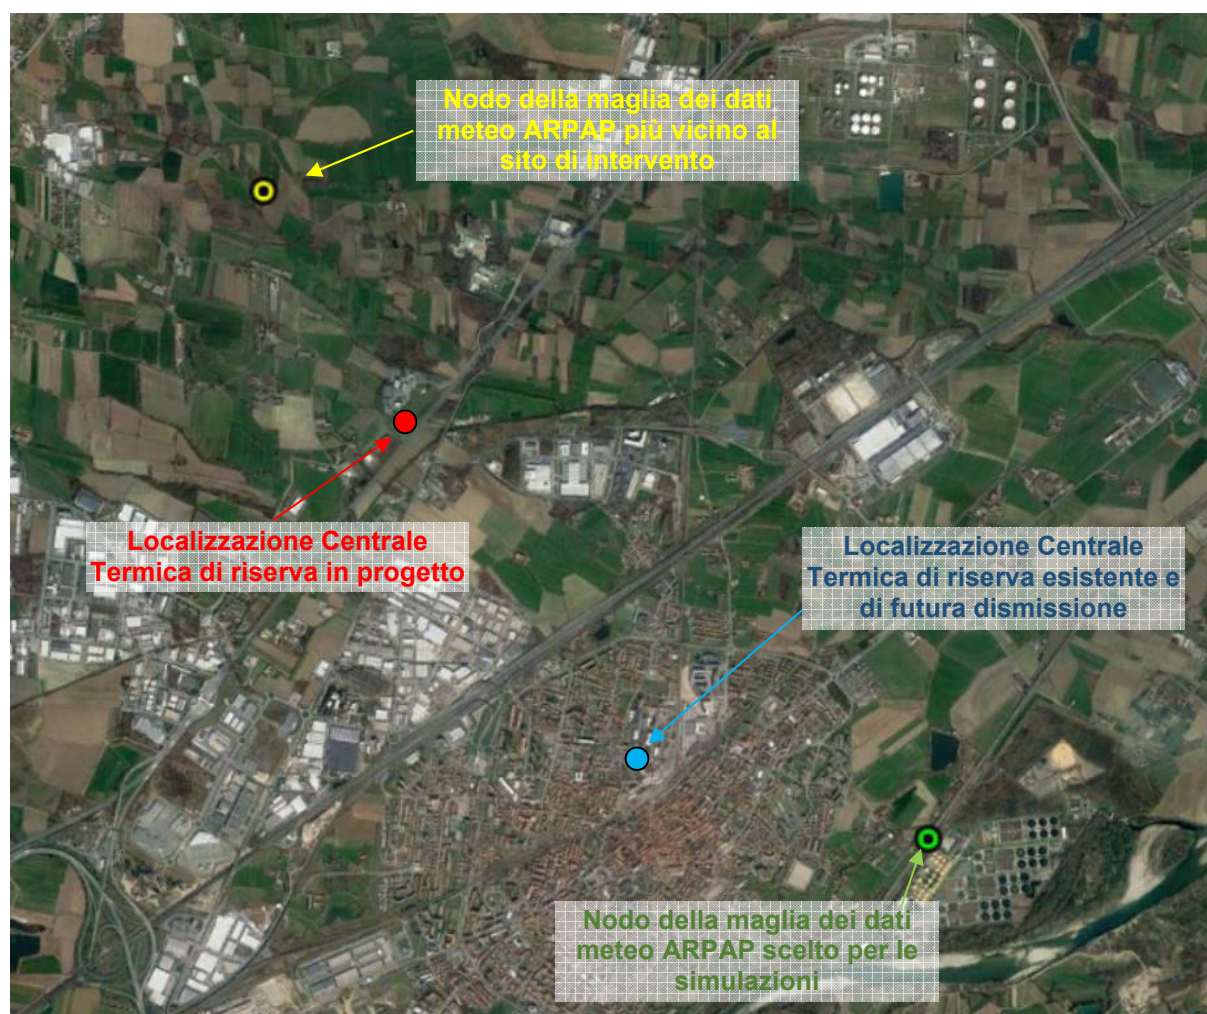 Nodo della maglia dei dati
meteo ARPAP più vicino al
sito di intervento
Localizzazione Centrale
Termica di riserva in progetto
Localizzazione Centrale
Termica di riserva esistente e
di futura dismissione
Nodo della maglia dei dati
meteo ARPAP scelto per le
simulazioni